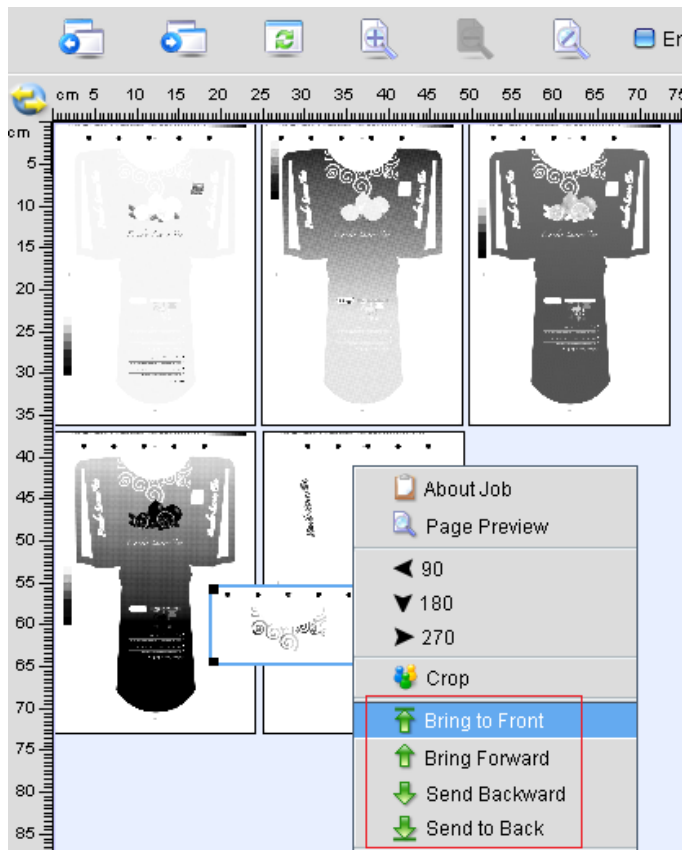 Er
cm 5 10 15 20 25 30 35 40 45 50 55 60 65 70 75
cm
5
10
15
20
25
30
35
40
45
50
55
60
65
70
75
80
85
About Job
Page Preview
90
180
270
Crop
Bring to Front
Bring Forward
Send Backward
Send to Back